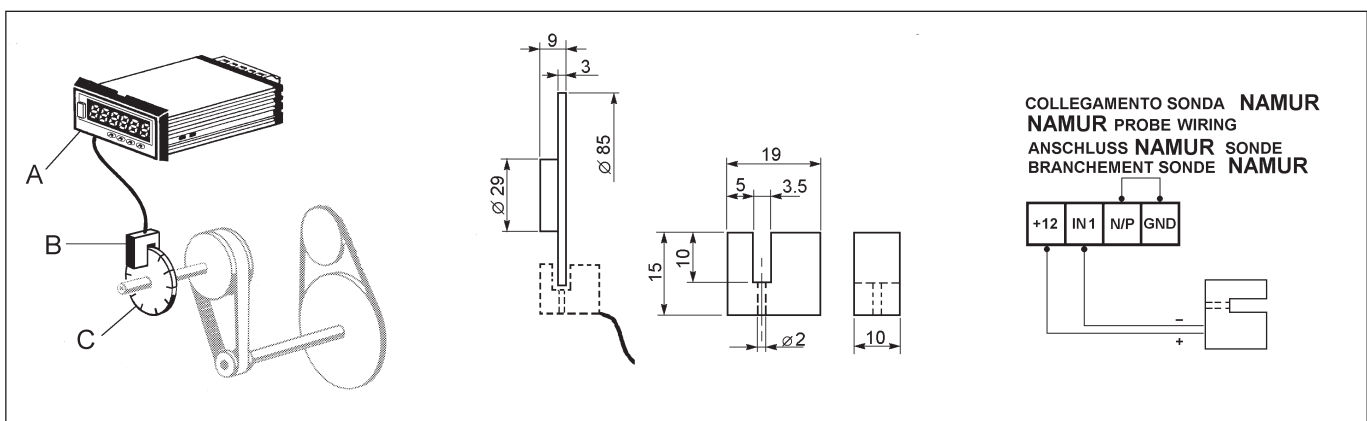 A
B
C
9
3
Ø 85
Ø 29
19
5
3.5
15
10
Ø2
10
COLLEGAMENTO SONDA NAMUR
NAMUR PROBE WIRING
ANSCHLUSS NAMUR SONDE
BRANCHEMENT SONDE NAMUR
+12 IN1 N/P GND
–
+